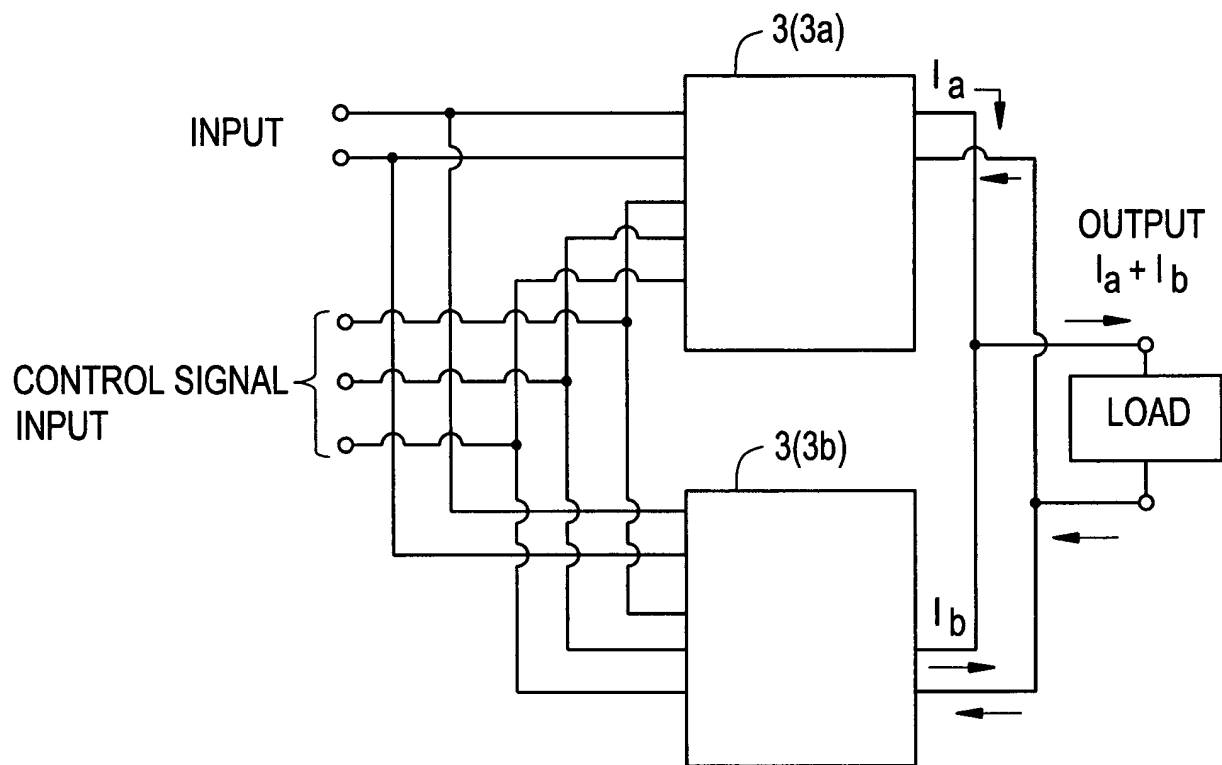 3(3a)
Ia
INPUT
OUTPUT
Ia + Ib
CONTROL SIGNAL
INPUT
LOAD
3(3b)
Ib